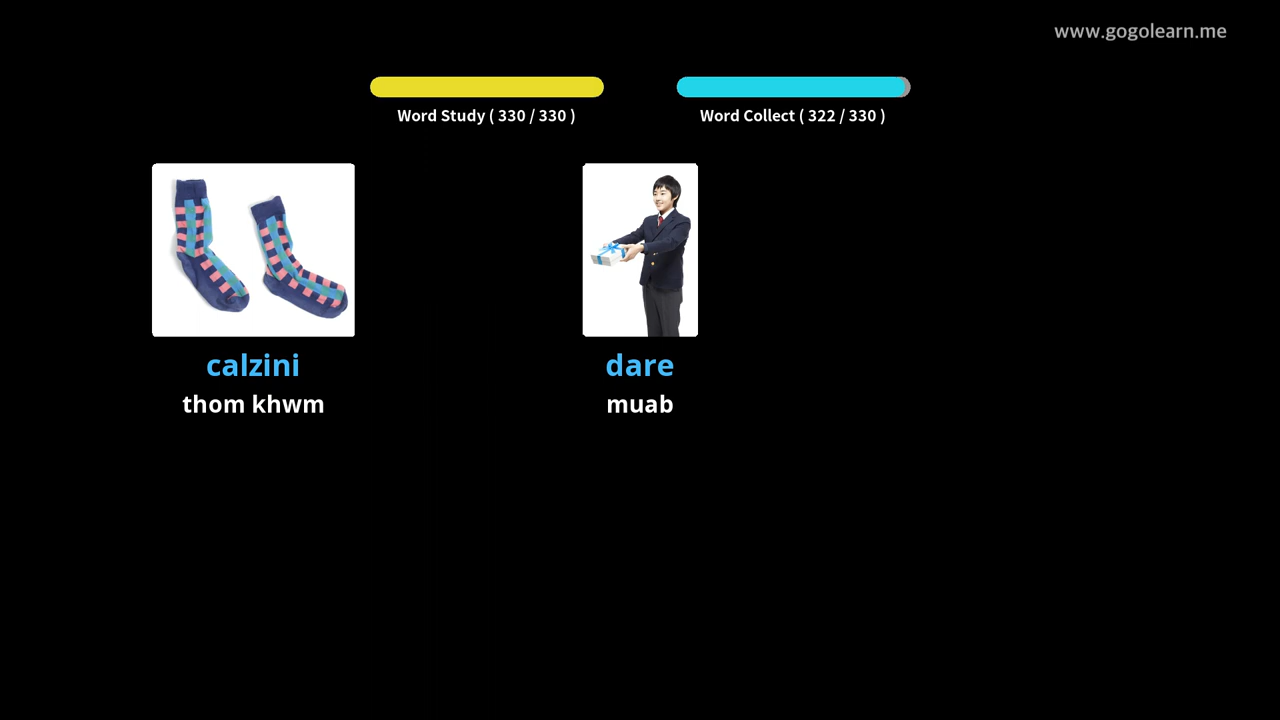 www.gogolearn.me
Word Study ( 330 / 330 )
Word Collect ( 322 / 330 )
calzini
thom khwm
dare
muab